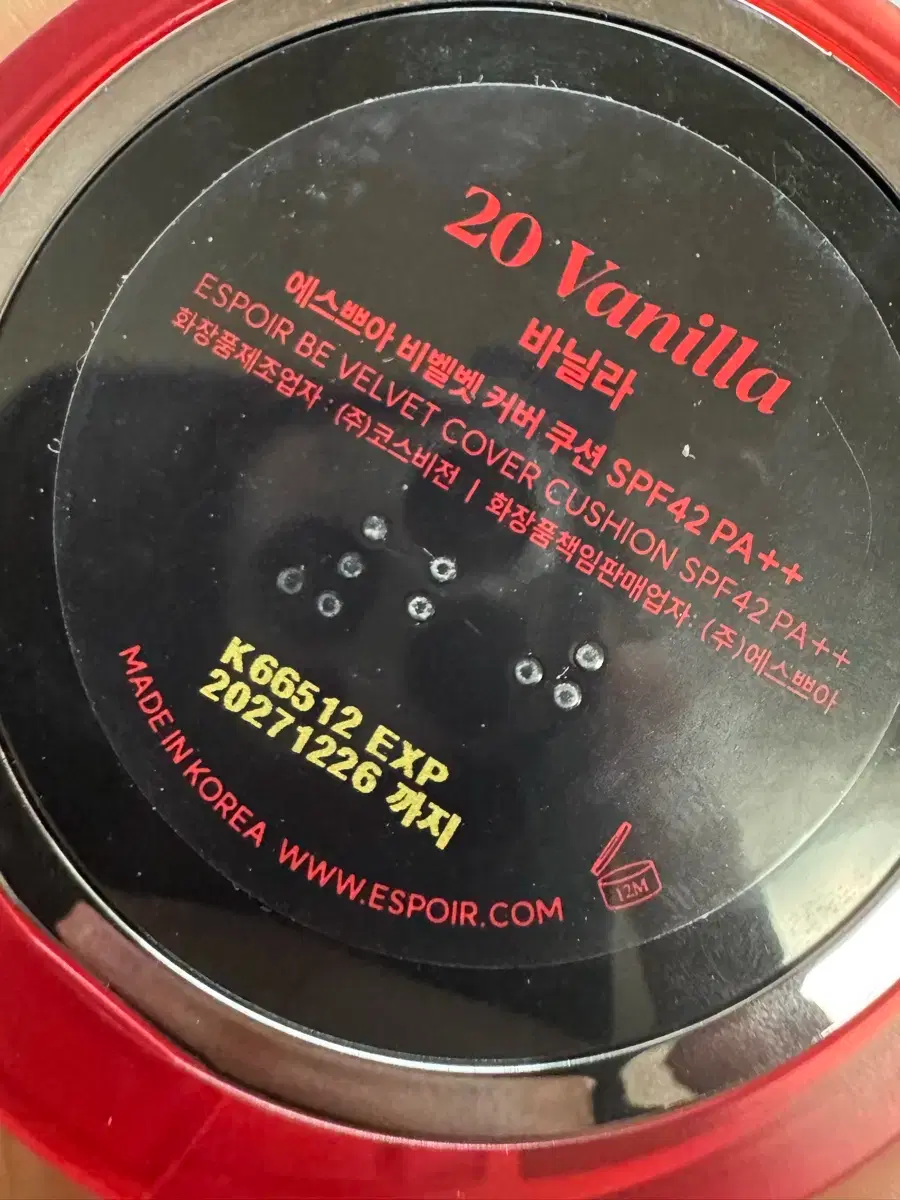 20 Vanilla
바닐라
에스쁘아 비벨벳 커버 쿠션 SPF42 PA++
ESPOIR BE VELVET COVER CUSHION SPF42 PA++
화장품제조업자 : (주)코스비전 | 화장품책임판매업자 : (주)에스쁘아
K66512 EXP
20271226 까지
MADE IN KOREA WWW.ESPOIR.COM
12M